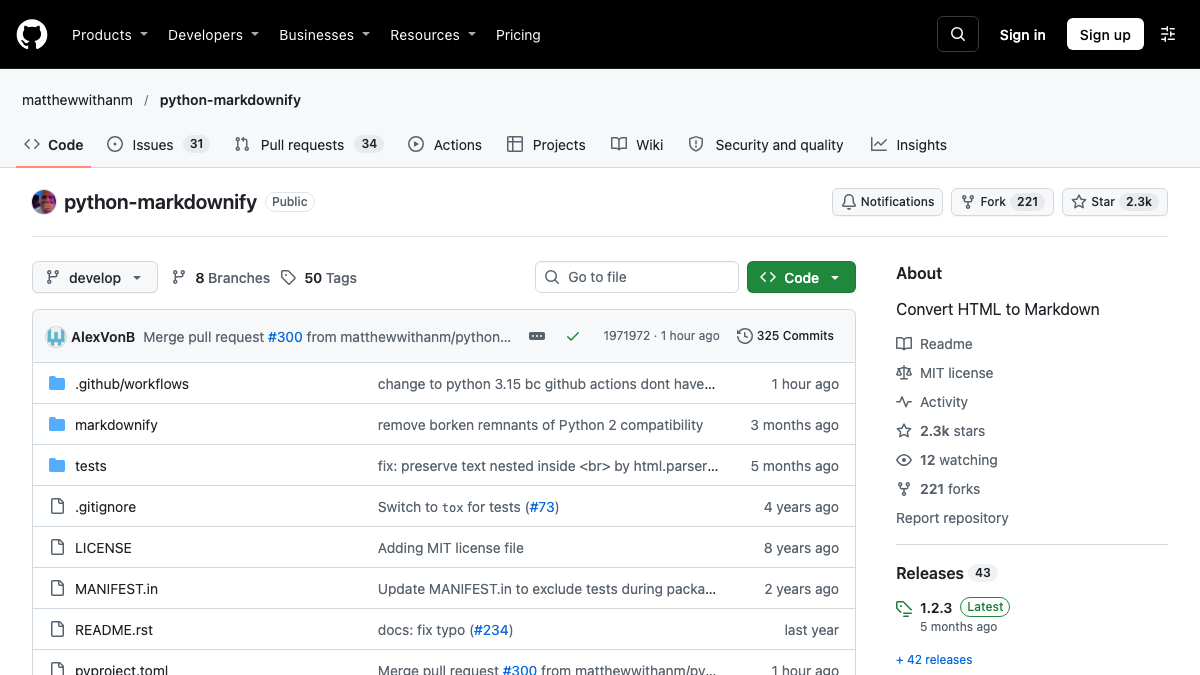 Products Developers Businesses Resources Pricing Sign in Sign up
matthewwithanm / python-markdownify
Code Issues 31 Pull requests 34 Actions Projects Wiki Security and quality Insights
python-markdownify Public Notifications Fork 221 Star 2.3k
develop 8 Branches 50 Tags Go to file Code
AlexVonB Merge pull request #300 from matthewwithanm/python... 1971972 · 1 hour ago 325 Commits
.github/workflows change to python 3.15 bc github actions dont have... 1 hour ago
markdownify remove borken remnants of Python 2 compatibility 3 months ago
tests fix: preserve text nested inside <br> by html.parser... 5 months ago
.gitignore Switch to tox for tests (#73) 4 years ago
LICENSE Adding MIT license file 8 years ago
MANIFEST.in Update MANIFEST.in to exclude tests during packa... 2 years ago
README.rst docs: fix typo (#234) last year
pyproject.toml Merge pull request #300 from matthewwithanm/py... 1 hour ago
About
Convert HTML to Markdown
Readme
MIT license
Activity
2.3k stars
12 watching
221 forks
Report repository
Releases 43
1.2.3 Latest
5 months ago
+ 42 releases